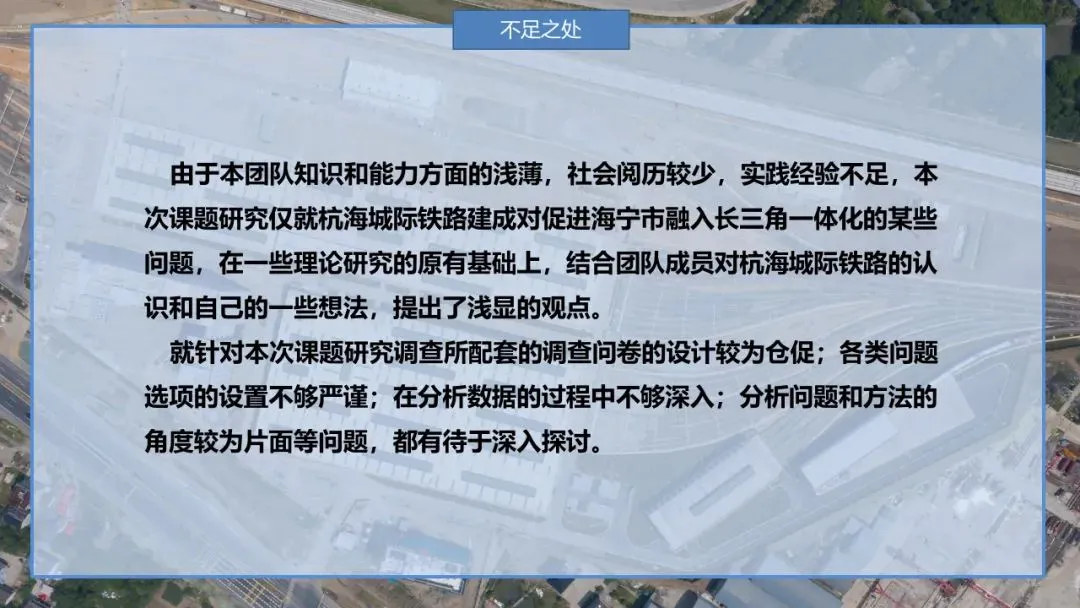 不足之处
由于本团队知识和能力方面的浅薄，社会阅历较少，实践经验不足，本
次课题研究仅就杭海城际铁路建成对促进海宁市融入长三角一体化的某些
问题，在一些理论研究的原有基础上，结合团队成员对杭海城际铁路的认
识和自己的一些想法，提出了浅显的观点。
就针对本次课题研究调查所配套的调查问卷的设计较为仓促；各类问题
选项的设置不够严谨；在分析数据的过程中不够深入；分析问题和方法的
角度较为片面等问题，都有待于深入探讨。